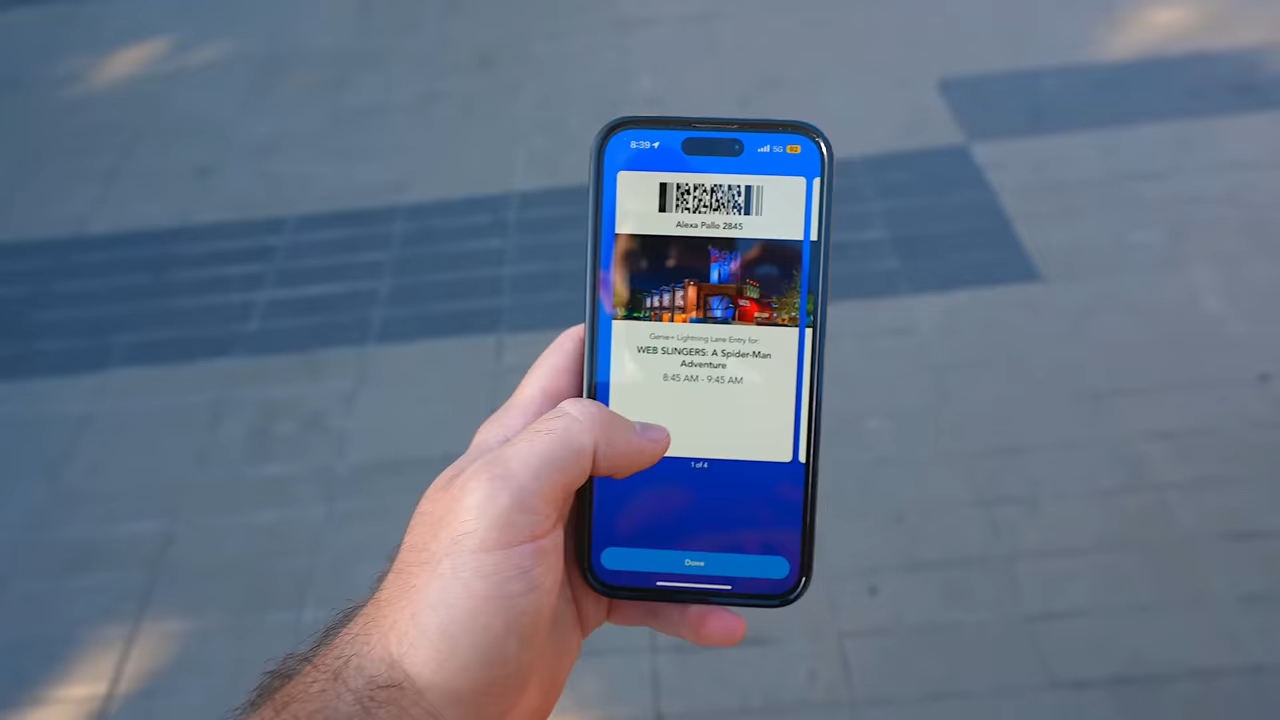 8:39
5G 82
Alexa Pallo 2845
Genie+ Lightning Lane Entry for:
WEB SLINGERS: A Spider-Man
Adventure
8:45 AM - 9:45 AM
1 of 4
Done